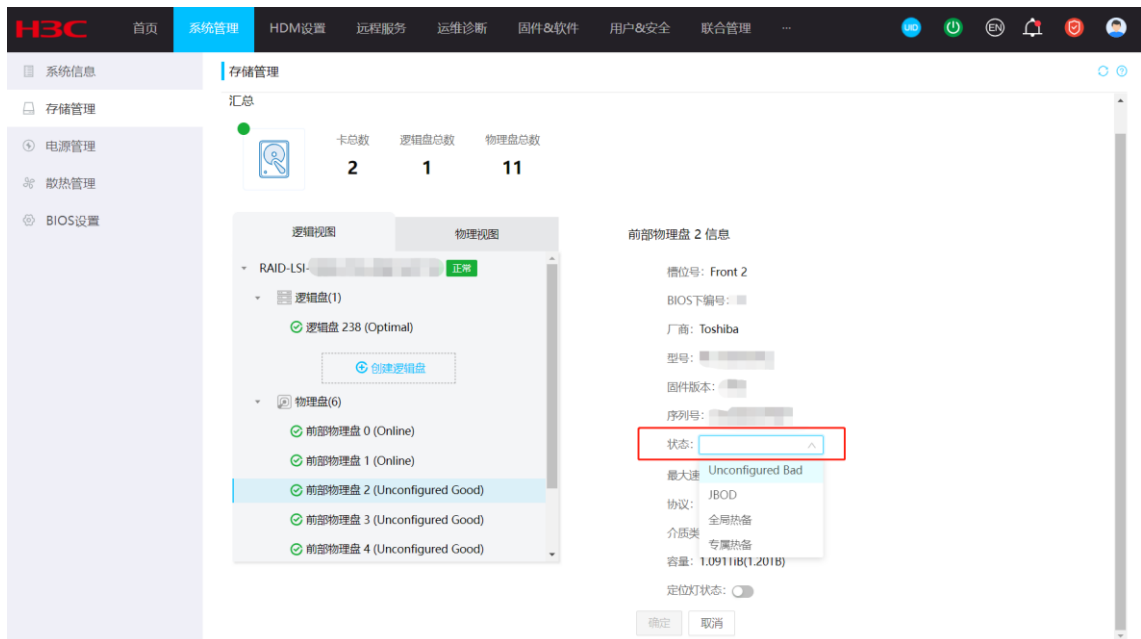 H3C 首页 系统管理 HDM设置 远程服务 运维诊断 固件&软件 用户&安全 联合管理 ... UID EN
系统信息
存储管理
电源管理
散热管理
BIOS设置
存储管理
汇总
卡总数 逻辑盘总数 物理盘总数
2 1 11
逻辑视图 物理视图
RAID-LSI- 正常
逻辑盘(1)
逻辑盘 238 (Optimal)
创建逻辑盘
物理盘(6)
前部物理盘 0 (Online)
前部物理盘 1 (Online)
前部物理盘 2 (Unconfigured Good)
前部物理盘 3 (Unconfigured Good)
前部物理盘 4 (Unconfigured Good)
前部物理盘 2 信息
槽位号: Front 2
BIOS下编号:
厂商: Toshiba
型号:
固件版本:
序列号:
状态:
Unconfigured Bad
最大速
JBOD
协议:
全局热备
介质类
专属热备
容量: 1.091TiB(1.20TB)
定位灯状态:
确定 取消